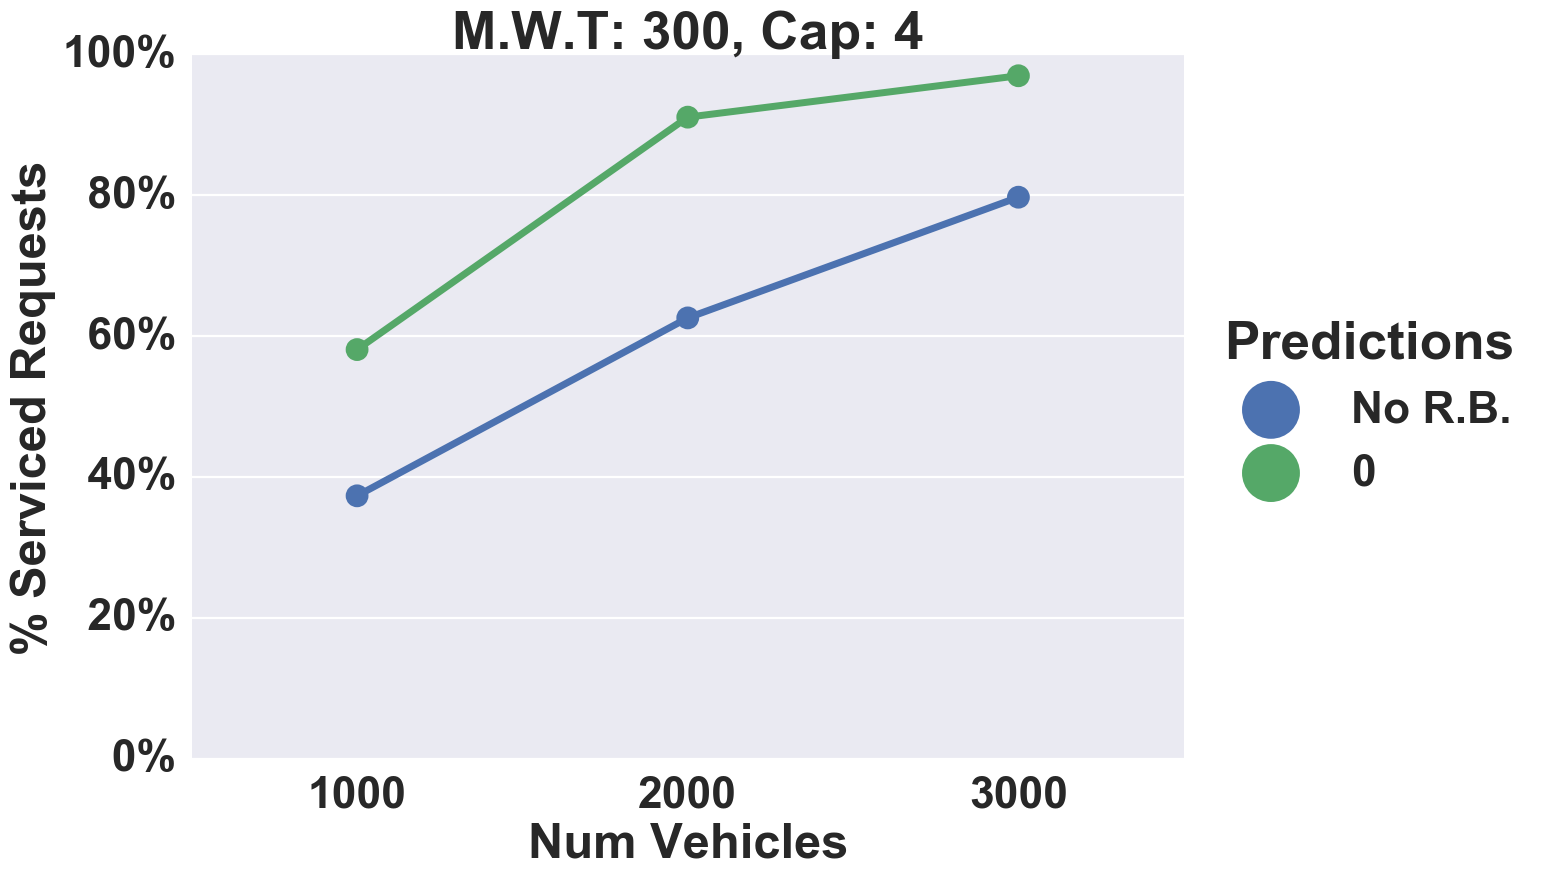 M.W.T: 300, Cap: 4
100%
80%
60%
40%
20%
0%
% Serviced Requests
1000 2000 3000
Num Vehicles
Predictions
No R.B.
0